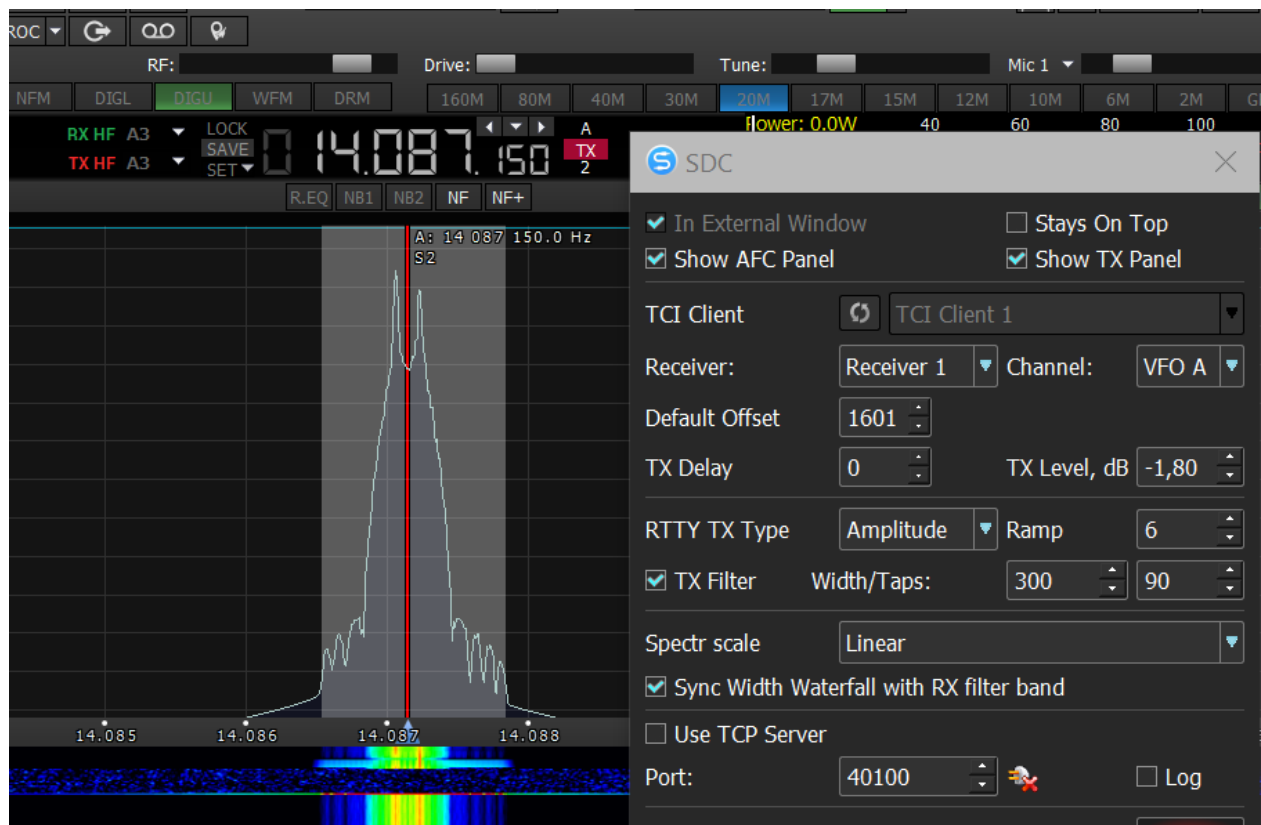 ROC
RF: Drive: Tune: Mic 1
NFM DIGL DIGU WFM DRM 160M 80M 40M 30M 20M 17M 15M 12M 10M 6M 2M
RX HF A3 LOCK
SAVE
TX HF A3 SET
0 14.087.150
A
TX
2
Power: 0.0W 40 60 80 100
R.EQ NB1 NB2 NF NF+
A: 14 087 150.0 Hz
S2
14.085 14.086 14.087 14.088
SDC
In External Window Stays On Top
Show AFC Panel Show TX Panel
TCI Client TCI Client 1
Receiver: Receiver 1 Channel: VFO A
Default Offset 1601
TX Delay 0 TX Level, dB -1,80
RTTY TX Type Amplitude Ramp 6
TX Filter Width/Taps: 300 90
Spectr scale Linear
Sync Width Waterfall with RX filter band
Use TCP Server
Port: 40100 Log